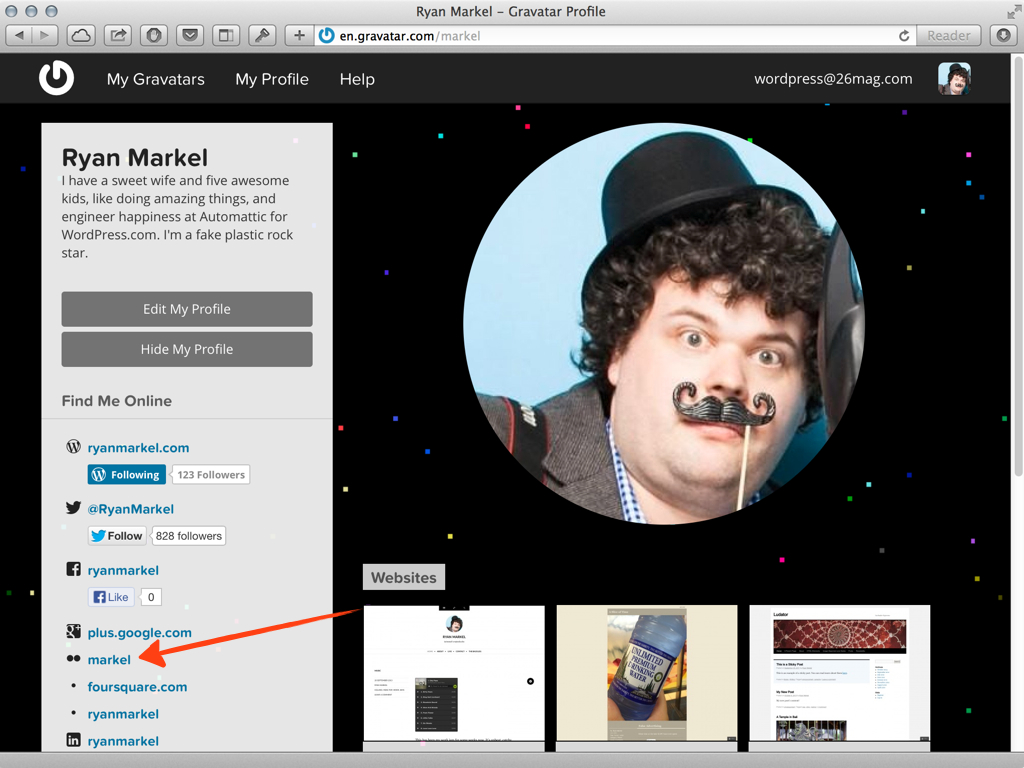 Ryan Markel – Gravatar Profile
en.gravatar.com/markel
Reader
My Gravatars My Profile Help
wordpress@26mag.com
Ryan Markel
I have a sweet wife and five awesome
kids, like doing amazing things, and
engineer happiness at Automattic for
WordPress.com. I'm a fake plastic rock
star.
Edit My Profile
Hide My Profile
Find Me Online
ryanmarkel.com
Following 123 Followers
@RyanMarkel
Follow 828 followers
ryanmarkel
Like 0
plus.google.com
markel
foursquare.com
ryanmarkel
ryanmarkel
Websites
RYAN MARKEL
UNLIMITED
PREMIUM
DRINKING
WATER
Ludator
This is a Sticky Post
My New Post
A Temple in Bali